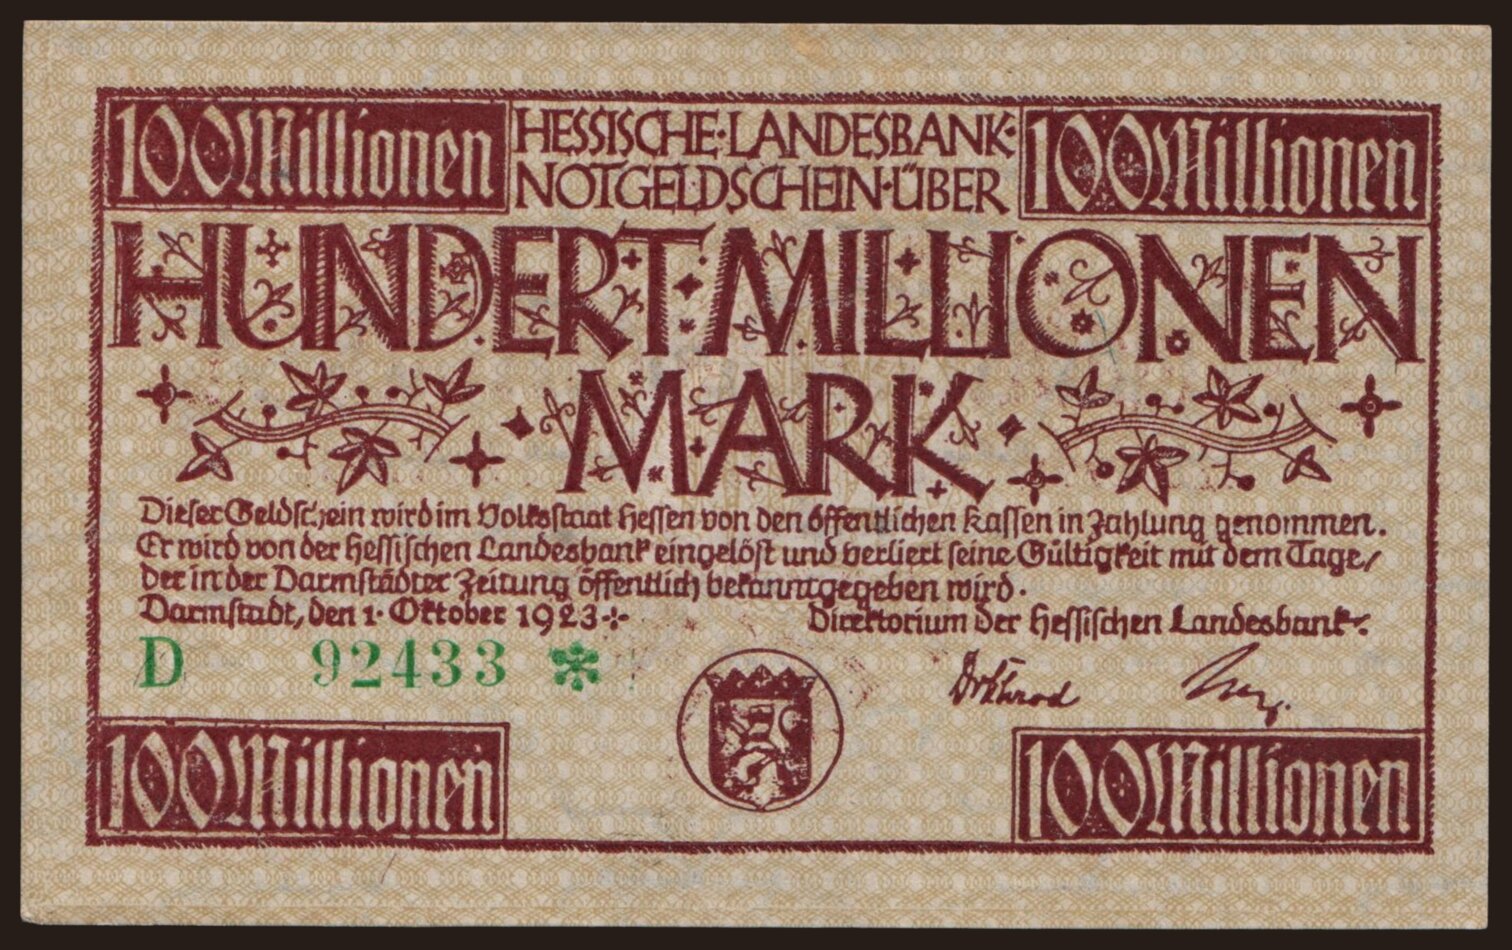 100 Millionen
HESSISCHE·LANDESBANK·
NOTGELDSCHEIN·ÜBER
100 Millionen
HUNDERT·MILLIONEN
MARK
Dieser Geldschein wird im Volksstaat Hessen von den öffentlichen Kassen in Zahlung genommen.
Er wird von der Hessischen Landesbank eingelöst und verliert seine Gültigkeit mit dem Tage,
der in der Darmstädter Zeitung öffentlich bekanntgegeben wird.
Darmstadt, den 1. Oktober 1923
Direktorium der Hessischen Landesbank.
D 92433 *
100 Millionen
100 Millionen